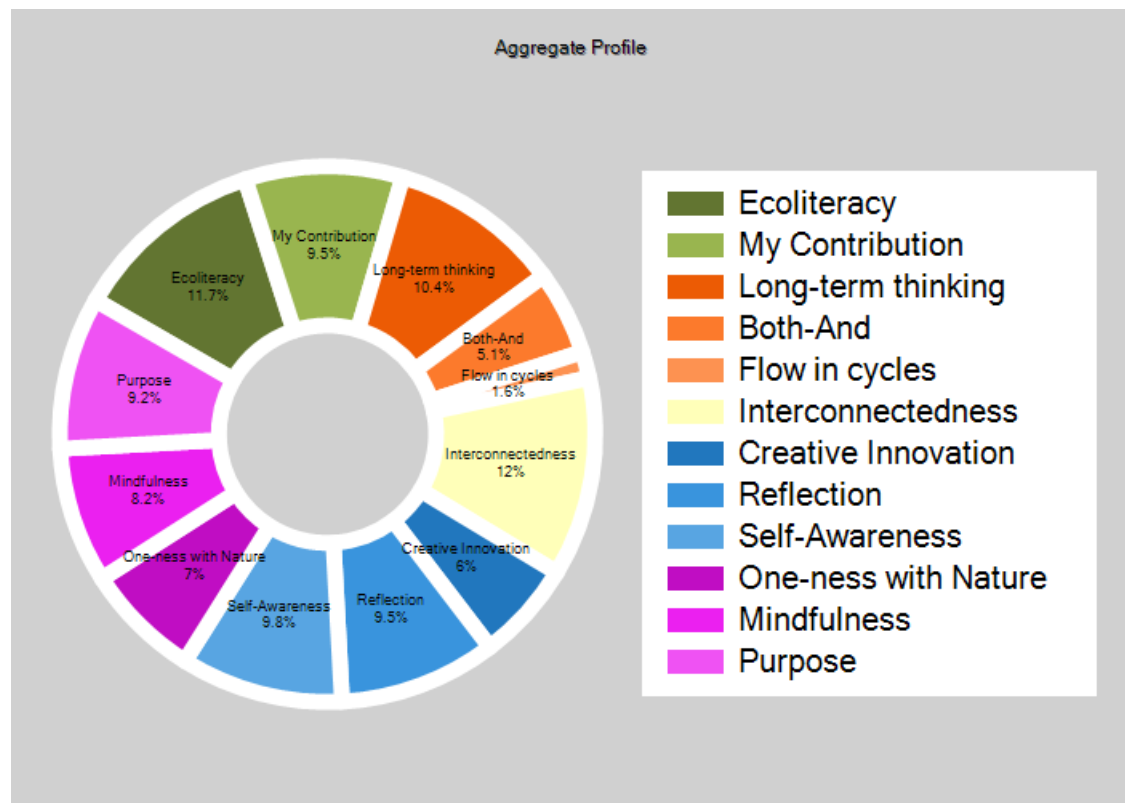 Aggregate Profile
My Contribution
9.5%
Long-term thinking
10.4%
Ecoliteracy
11.7%
Both-And
5.1%
Flow in cycles
1.6%
Purpose
9.2%
Interconnectedness
12%
Mindfulness
8.2%
One-ness with Nature
7%
Creative Innovation
6%
Self-Awareness
9.8%
Reflection
9.5%
Ecoliteracy
My Contribution
Long-term thinking
Both-And
Flow in cycles
Interconnectedness
Creative Innovation
Reflection
Self-Awareness
One-ness with Nature
Mindfulness
Purpose